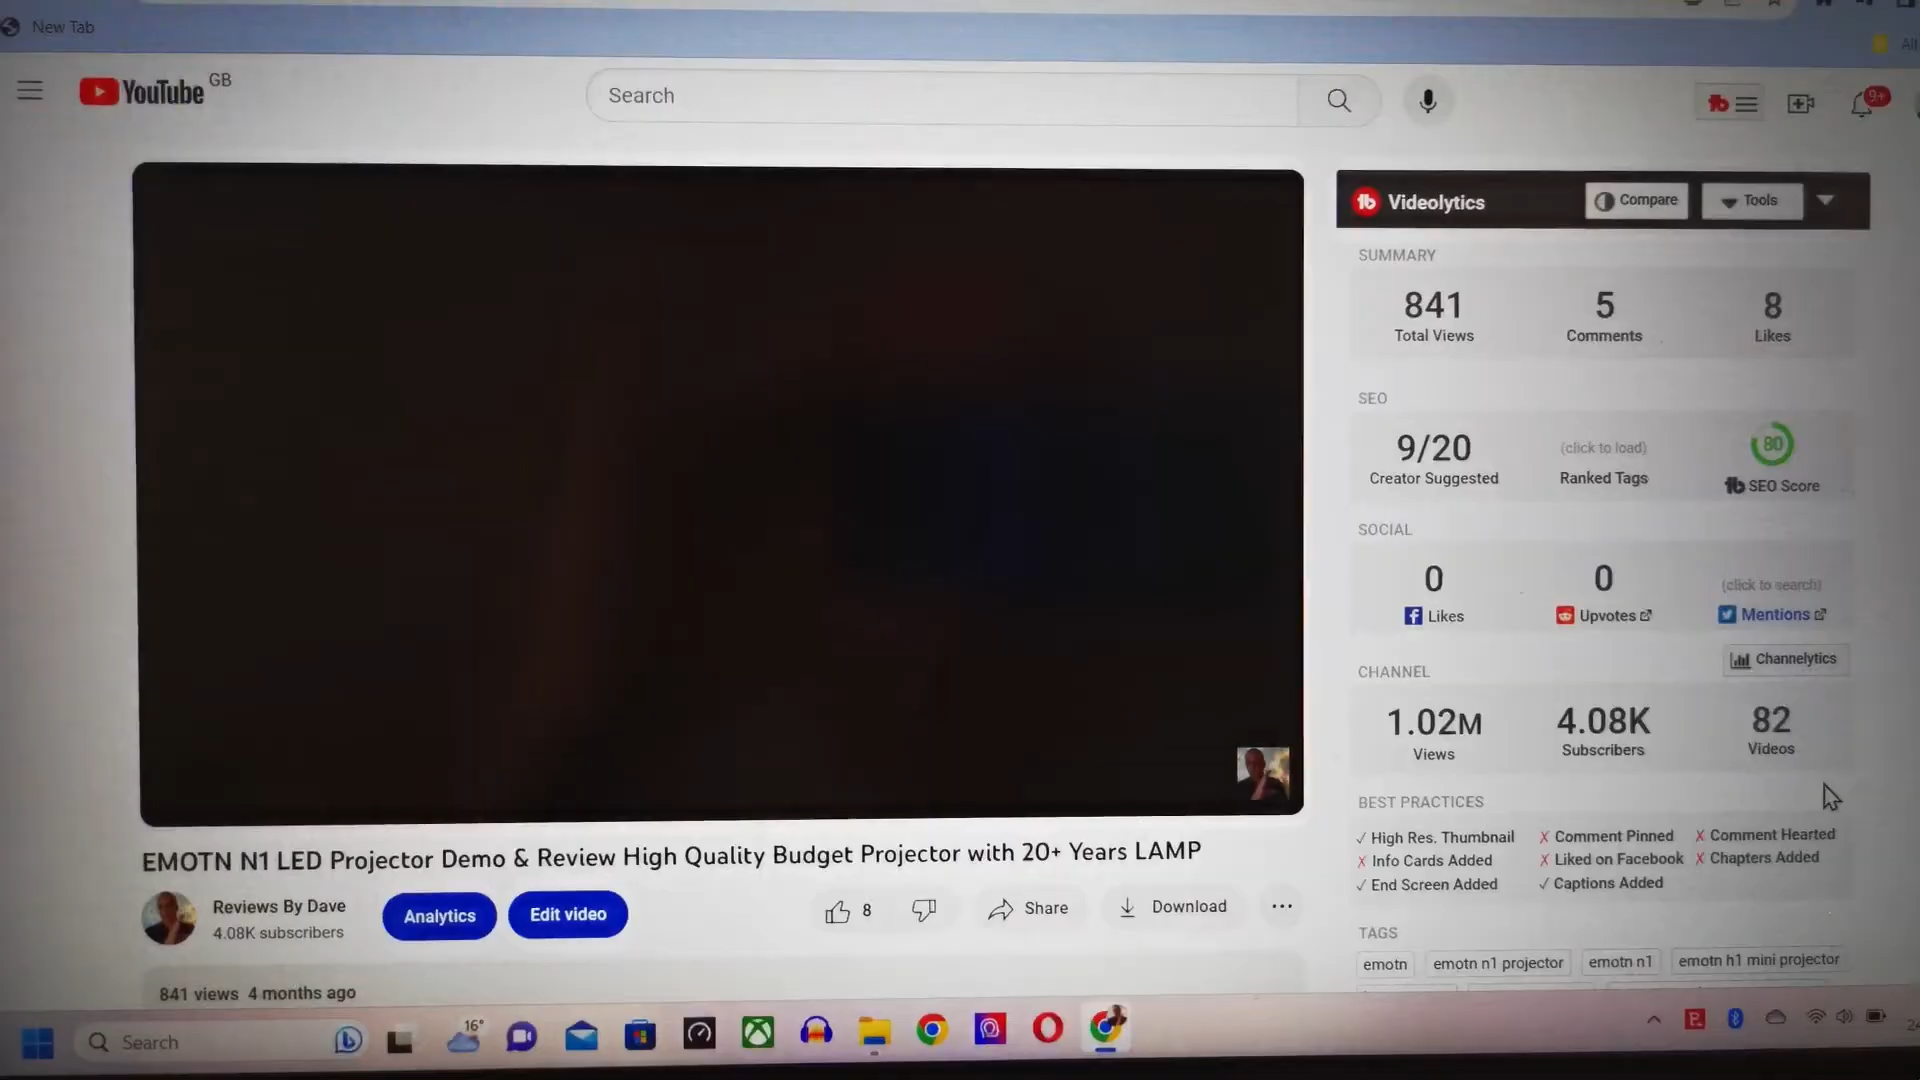 New Tab
All
YouTube GB
Search
9+
Videolytics
Compare
Tools
SUMMARY
841
Total Views
5
Comments
8
Likes
SEO
9/20
Creator Suggested
(click to load)
Ranked Tags
80
SEO Score
SOCIAL
0
Likes
0
Upvotes
(click to search)
Mentions
Channelytics
CHANNEL
1.02M
Views
4.08K
Subscribers
82
Videos
BEST PRACTICES
✓ High Res. Thumbnail
✗ Comment Pinned
✗ Comment Hearted
✗ Info Cards Added
✗ Liked on Facebook
✗ Chapters Added
✓ End Screen Added
✓ Captions Added
TAGS
emotn
emotn n1 projector
emotn n1
emotn h1 mini projector
EMOTN N1 LED Projector Demo & Review High Quality Budget Projector with 20+ Years LAMP
Reviews By Dave
4.08K subscribers
Analytics
Edit video
8
Share
Download
841 views 4 months ago
Search
16°